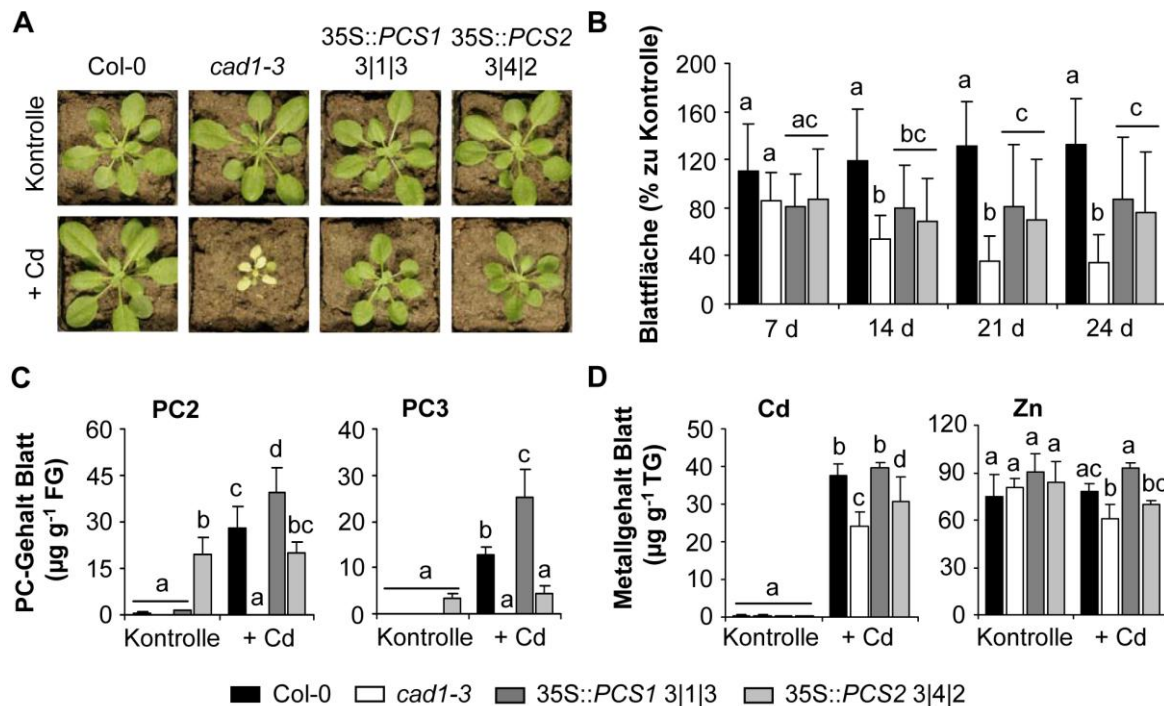 A
Col-0
cad1-3
35S::PCS1
3|1|3
35S::PCS2
3|4|2
Kontrolle
+ Cd
B
Blattfläche (% zu Kontrolle)
200
160
120
80
40
0
a
a
ac
a
b
bc
a
b
c
a
b
c
7 d
14 d
21 d
24 d
C
PC-Gehalt Blatt
(µg g⁻¹ FG)
PC2
60
45
30
15
0
a
b
c
a
d
bc
Kontrolle
+ Cd
PC3
40
30
20
10
0
a
b
a
c
a
Kontrolle
+ Cd
D
Metallgehalt Blatt
(µg g⁻¹ TG)
Cd
50
40
30
20
10
0
a
b
c
b
d
Kontrolle
+ Cd
Zn
120
90
60
30
0
a
a
a
a
ac
b
a
bc
Kontrolle
+ Cd
Col-0
cad1-3
35S::PCS1 3|1|3
35S::PCS2 3|4|2